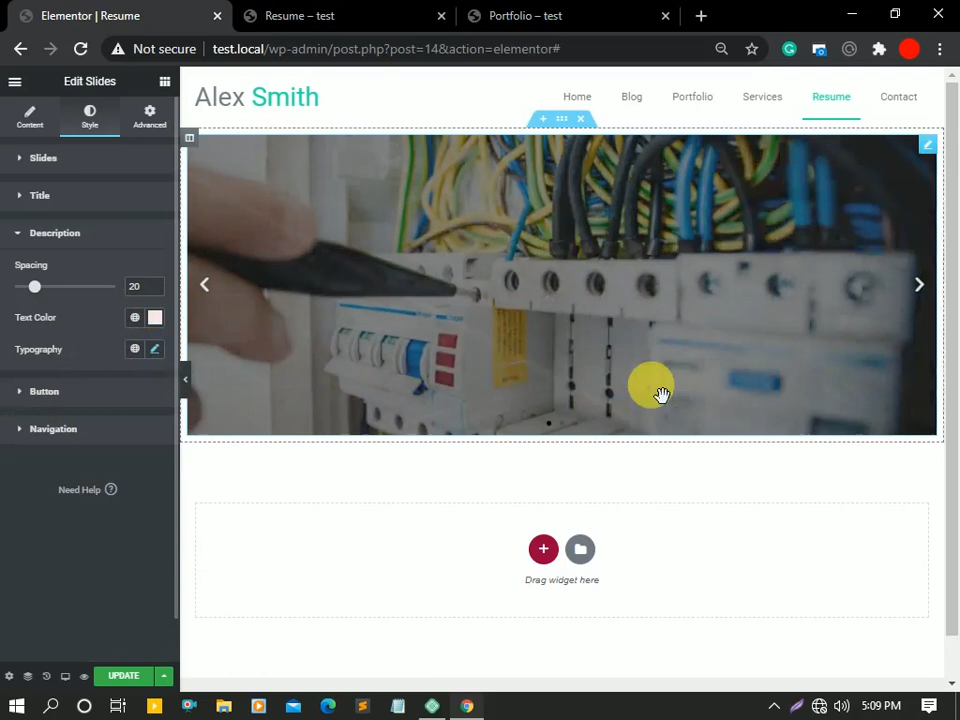 Elementor | Resume
Resume – test
Portfolio – test
Not secure
test.local/wp-admin/post.php?post=14&action=elementor#
Edit Slides
Content
Style
Advanced
Slides
Title
Description
Spacing
20
Text Color
Typography
Button
Navigation
Need Help
UPDATE
Alex Smith
Home
Blog
Portfolio
Services
Resume
Contact
Drag widget here
5:09 PM